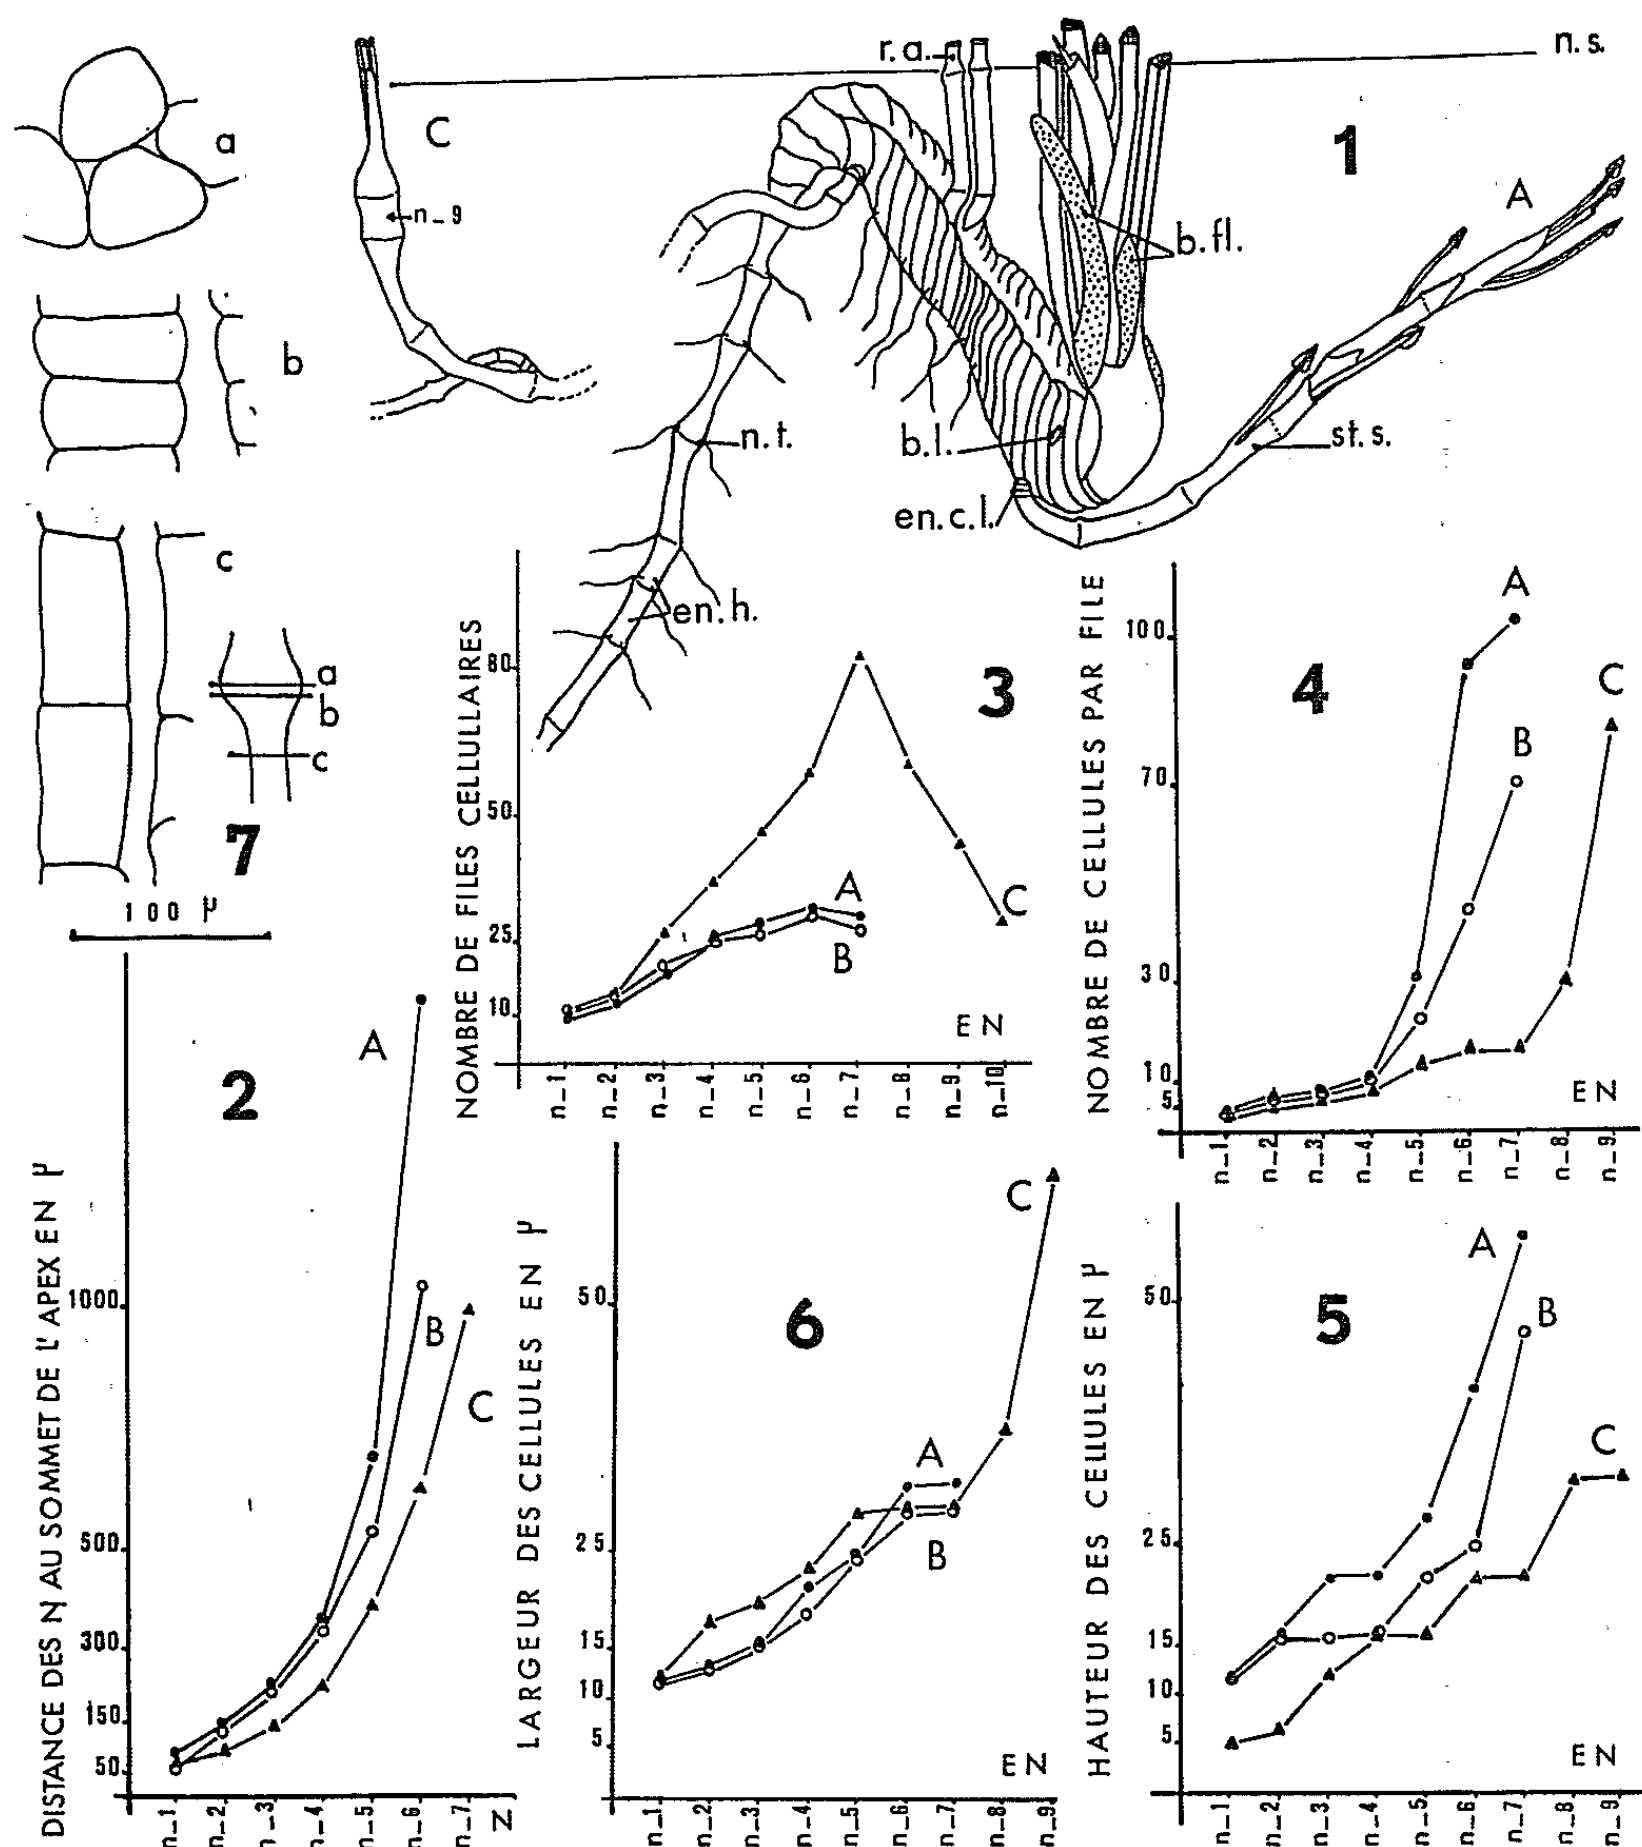 r.a.
n.s.
1
A
a
C
n_9
b.fl.
b
n.t.
b.l.
st.s.
en.c.l.
en.h.
c
a
b
c
7
100 µ
NOMBRE DE FILES CELLULAIRES
80
50
25
10
3
A
B
C
EN
n_1 n_2 n_3 n_4 n_5 n_6 n_7 n_8 n_9 n_10
NOMBRE DE CELLULES PAR FILE
100
70
30
10
5
4
A
B
C
EN
n_1 n_2 n_3 n_4 n_5 n_6 n_7 n_8 n_9
DISTANCE DES N AU SOMMET DE L'APEX EN µ
1000
500
300
150
50
2
A
B
C
n_1 n_2 n_3 n_4 n_5 n_6 n_7 N
LARGEUR DES CELLULES EN µ
50
25
15
10
5
6
A
B
C
EN
n_1 n_2 n_3 n_4 n_5 n_6 n_7 n_8 n_9
HAUTEUR DES CELLULES EN µ
50
25
15
10
5
5
A
B
C
EN
n_1 n_2 n_3 n_4 n_5 n_6 n_7 n_8 n_9